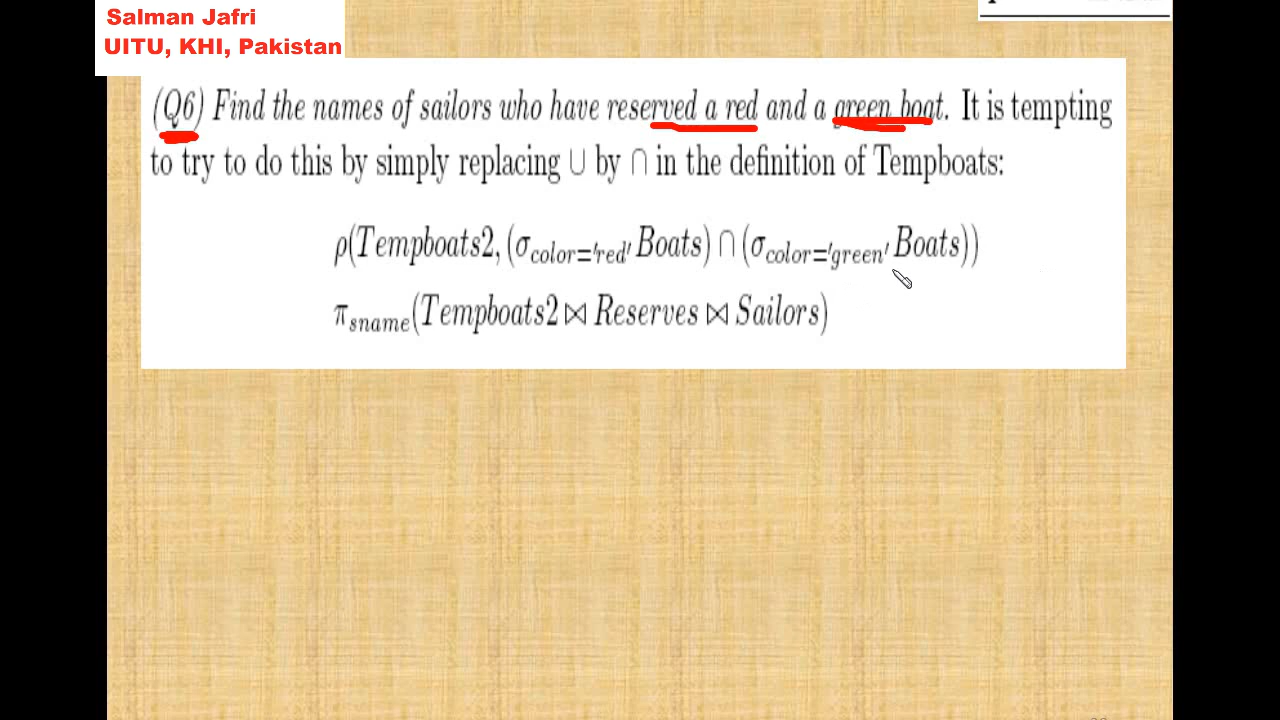 Salman Jafri
UITU, KHI, Pakistan
(Q6) Find the names of sailors who have reserved a red and a green boat. It is tempting
to try to do this by simply replacing ∪ by ∩ in the definition of Tempboats:
ρ(Tempboats2, (σcolor='red' Boats) ∩ (σcolor='green' Boats))
πsname(Tempboats2 ⋈ Reserves ⋈ Sailors)